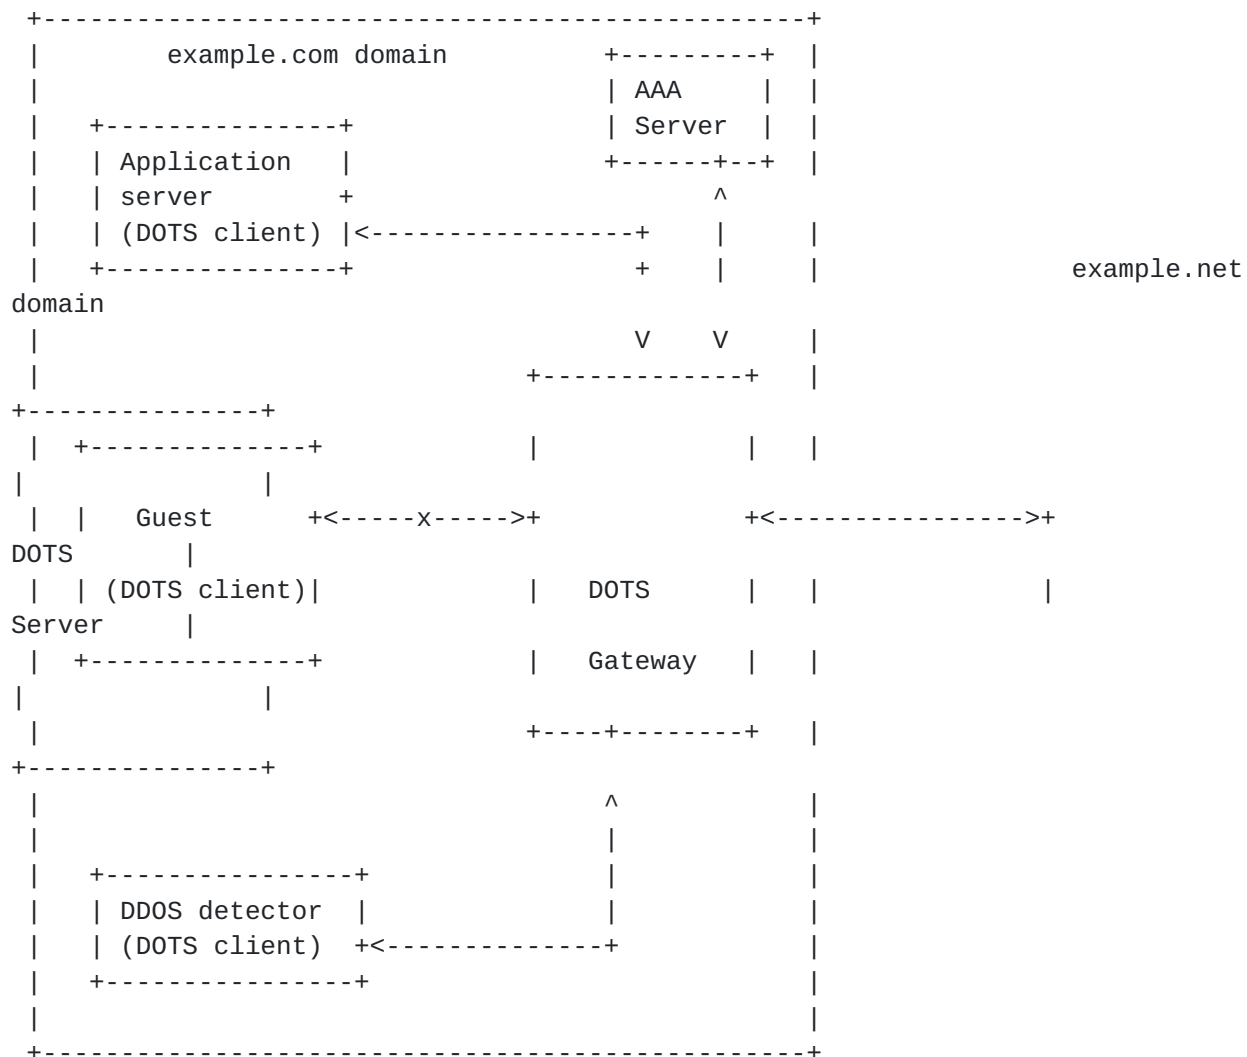 +-------------------------------------------------+
|        example.com domain          +---------+  |
|                                    | AAA     |  |
|   +---------------+                | Server  |  |
|   | Application   |                +------+--+  |
|   | server        +                       ^
|   | (DOTS client) |<-----------------+    |     |
|   +---------------+                  +    |     |                example.net
domain
|                                      V    V     |
|                               +-------------+   |
+---------------+
|  +--------------+             |             |   |
|               |
|  |   Guest      +<-----x----->+             +<---------------->+
DOTS       |
|  | (DOTS client)|             |   DOTS      |   |              |
Server     |
|  +--------------+             |   Gateway   |   |
|               |
|                               +----+--------+   |
+---------------+
|                                    ^            |
|                                    |            |
|   +----------------+               |            |
|   | DDOS detector  |               |            |
|   | (DOTS client)  +<--------------+            |
|   +----------------+                            |
|                                                 |
+-------------------------------------------------+